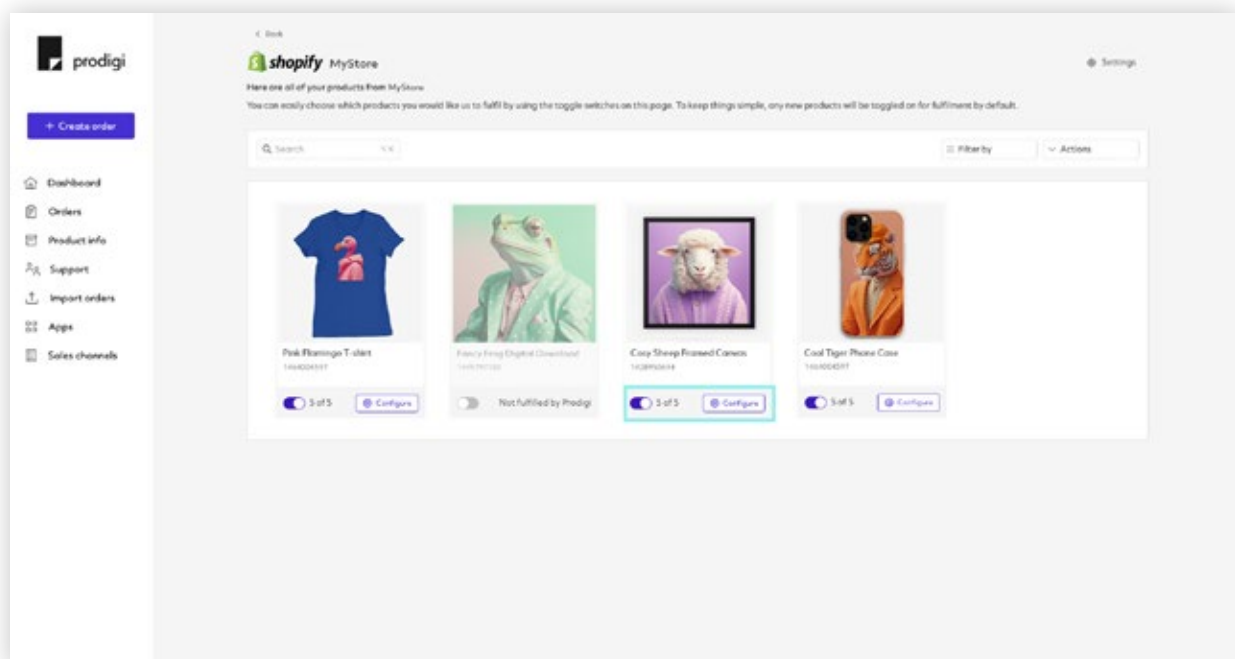 prodigi
+ Create order
Dashboard
Orders
Product info
Support
Import orders
Apps
Sales channels
< Back
shopify MyStore
Settings
Here are all of your products from MyStore
You can easily choose which products you would like us to fulfil by using the toggle switches on this page. To keep things simple, any new products will be toggled on for fulfilment by default.
Search
Filter by
Actions
Pink Flamingo T-shirt
5 of 5 Configure
Fancy Frog Digital Download
Not fulfilled by Prodigi
Cosy Sheep Framed Canvas
5 of 5 Configure
Cool Tiger Phone Case
5 of 5 Configure